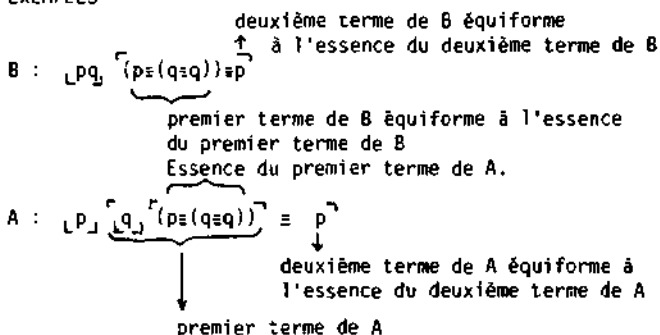 deuxième terme de B équiforme
↑ à l'essence du deuxième terme de B
B : ⌞pq⌟ ⌜(p≡(q≡q))≡p⌝
premier terme de B équiforme à l'essence
du premier terme de B
Essence du premier terme de A.
A : ⌞p⌟ ⌜⌞q⌟ ⌜(p≡(q≡q))⌝ ≡ p⌝
deuxième terme de A équiforme à
l'essence du deuxième terme de A
premier terme de A